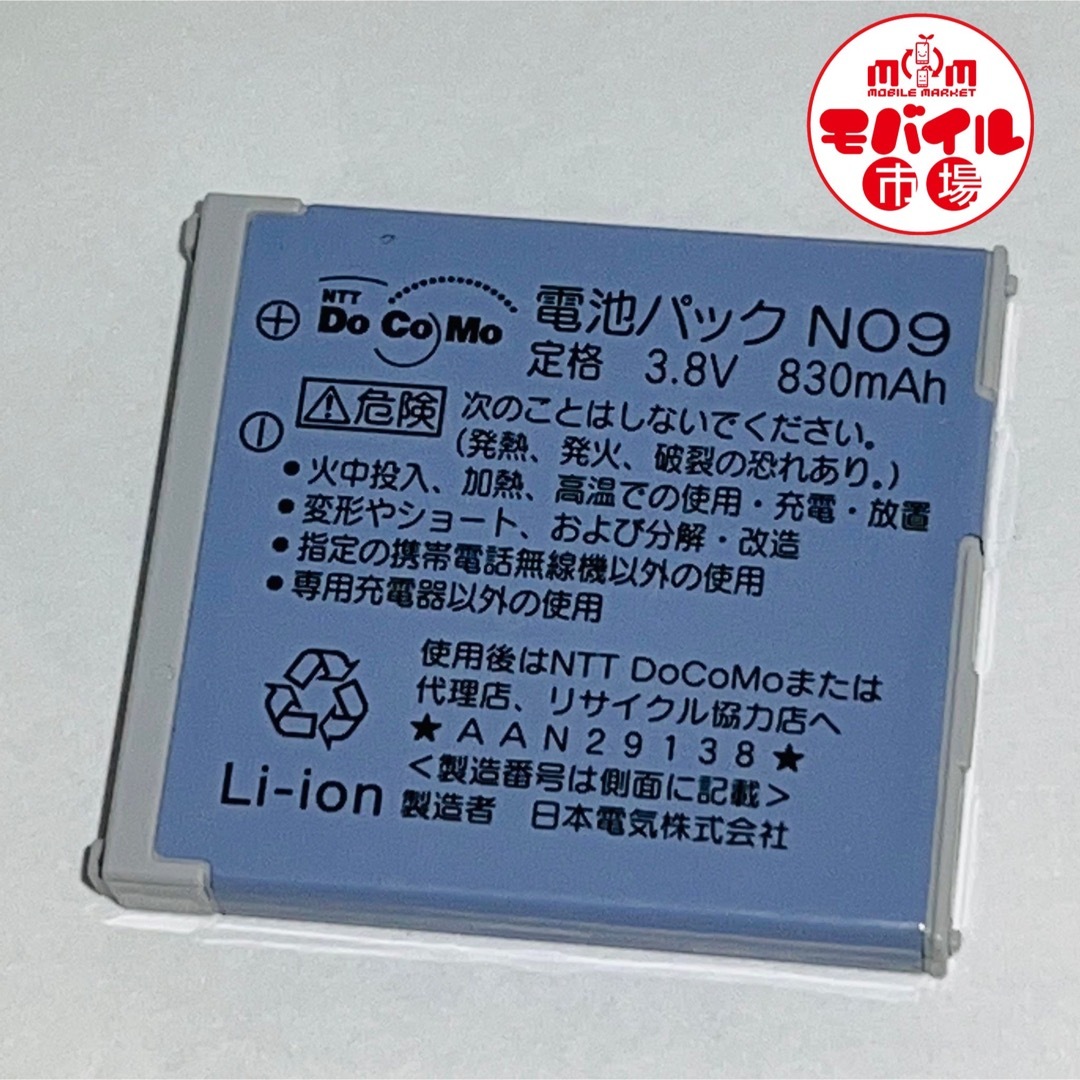 MOM
MOBILE MARKET
モバイル
市場
NTT
DoCoMo
電池パック N09
定格 3.8V 830mAh
⚠危険 次のことはしないでください。
(発熱、発火、破裂の恐れあり。)
•火中投入、加熱、高温での使用・充電・放置
•変形やショート、および分解・改造
•指定の携帯電話無線機以外の使用
•専用充電器以外の使用
使用後はNTT DoCoMoまたは
代理店、リサイクル協力店へ
★AAN29138★
<製造番号は側面に記載>
Li-ion 製造者 日本電気株式会社